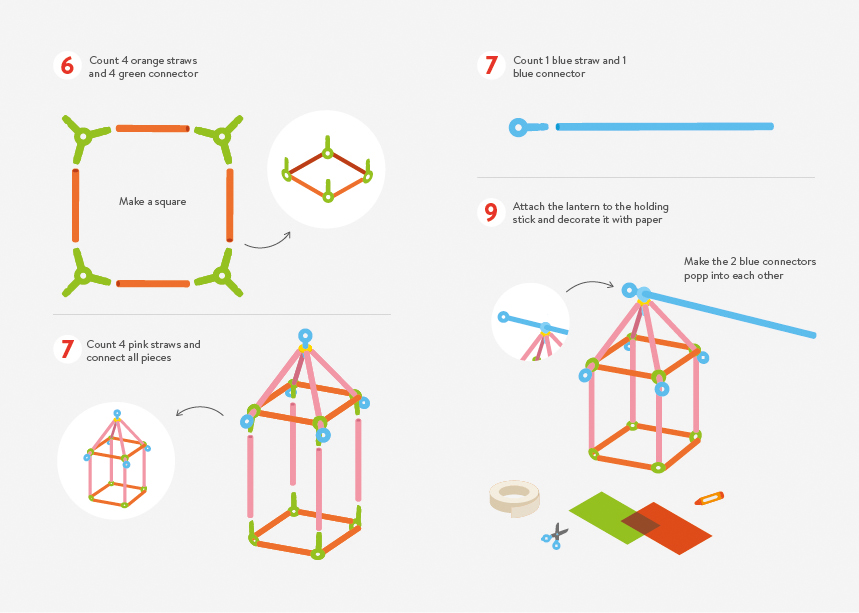 6
Count 4 orange straws
and 4 green connector
Make a square
7
Count 4 pink straws and
connect all pieces
7
Count 1 blue straw and 1
blue connector
9
Attach the lantern to the holding
stick and decorate it with paper
Make the 2 blue connectors
popp into each other